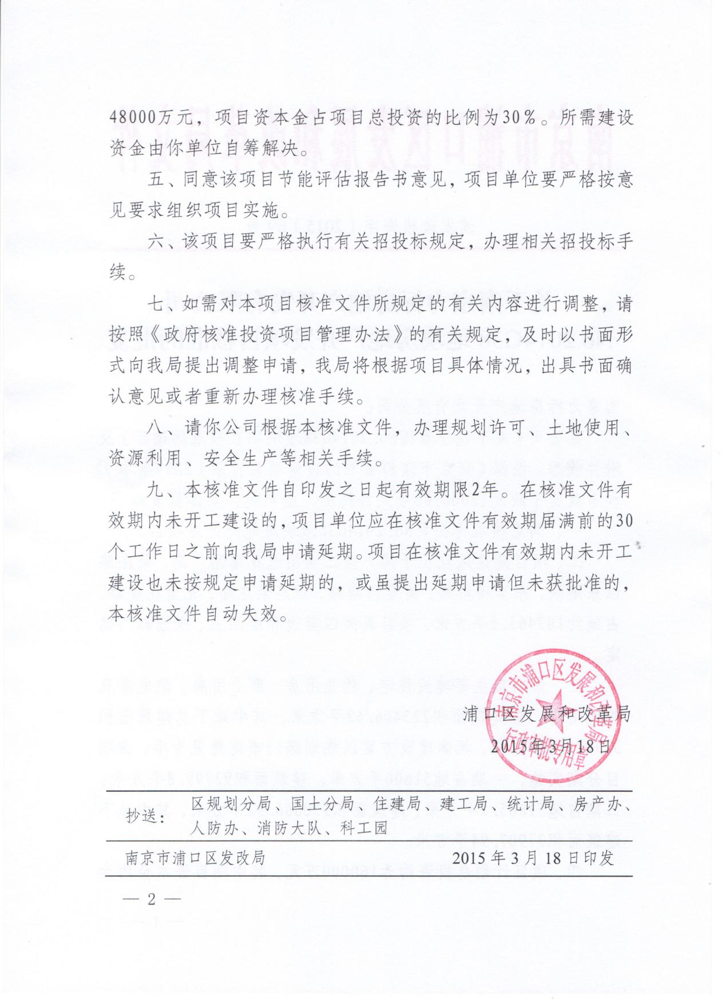 48000万元，项目资本金占项目总投资的比例为30％。所需建设
资金由你单位自筹解决。
五、同意该项目节能评估报告书意见，项目单位要严格按意
见要求组织项目实施。
六、该项目要严格执行有关招投标规定，办理相关招投标手
续。
七、如需对本项目核准文件所规定的有关内容进行调整，请
按照《政府核准投资项目管理办法》的有关规定，及时以书面形
式向我局提出调整申请，我局将根据项目具体情况，出具书面确
认意见或者重新办理核准手续。
八、请你公司根据本核准文件，办理规划许可、土地使用、
资源利用、安全生产等相关手续。
九、本核准文件自印发之日起有效期限2年。在核准文件有
效期内未开工建设的，项目单位应在核准文件有效期届满前的30
个工作日之前向我局申请延期。项目在核准文件有效期内未开工
建设也未按规定申请延期的，或虽提出延期申请但未获批准的，
本核准文件自动失效。
南京市浦口区发展和改革局
行政审批专用章
浦口区发展和改革局
2015年3月18日
抄送：
区规划分局、国土分局、住建局、建工局、统计局、房产办、
人防办、消防大队、科工园
南京市浦口区发改局 2015年3月18日印发
— 2 —